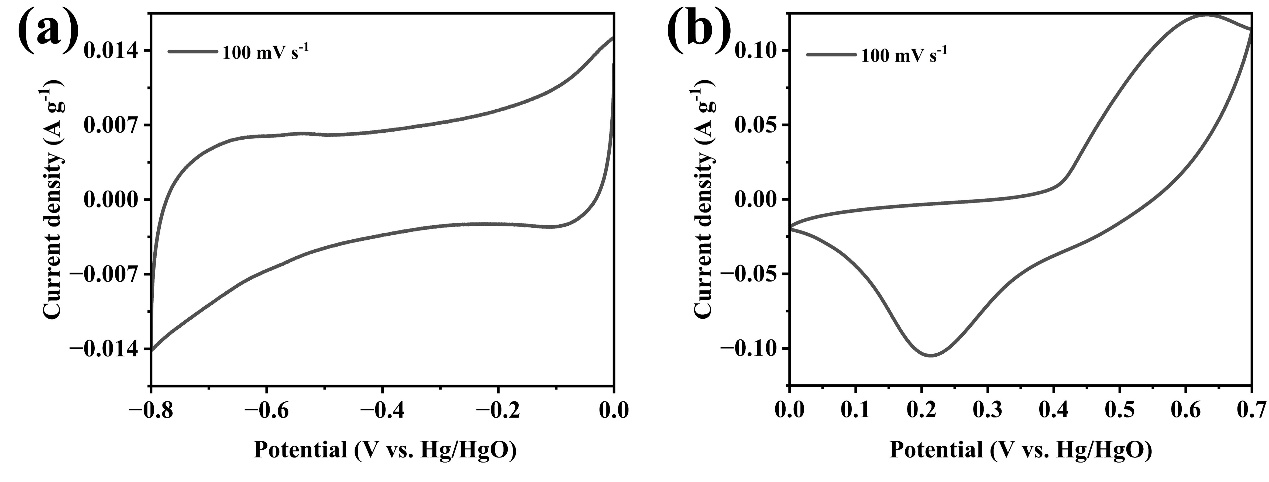 (a)
100 mV s⁻¹
Current density (A g⁻¹)
0.014
0.007
0.000
−0.007
−0.014
−0.8 −0.6 −0.4 −0.2 0.0
Potential (V vs. Hg/HgO)
(b)
100 mV s⁻¹
Current density (A g⁻¹)
0.10
0.05
0.00
−0.05
−0.10
0.0 0.1 0.2 0.3 0.4 0.5 0.6 0.7
Potential (V vs. Hg/HgO)